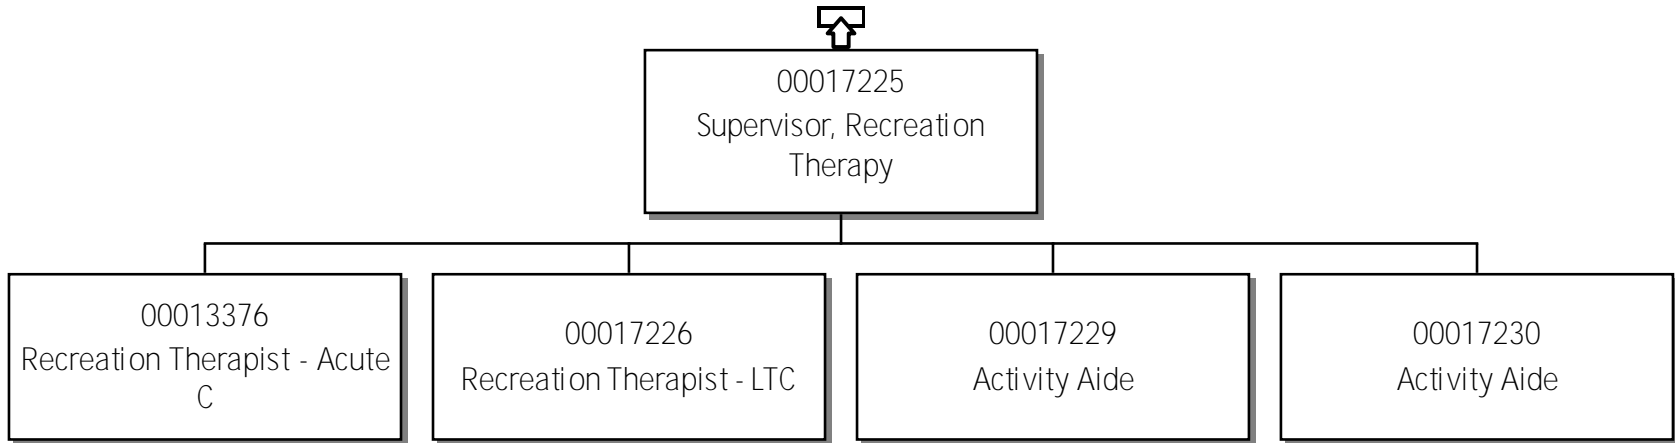 00017225
Supervisor, Recreation
Therapy
00013376
Recreation Therapist - Acute
C
00017226
Recreation Therapist - LTC
00017229
Activity Aide
00017230
Activity Aide